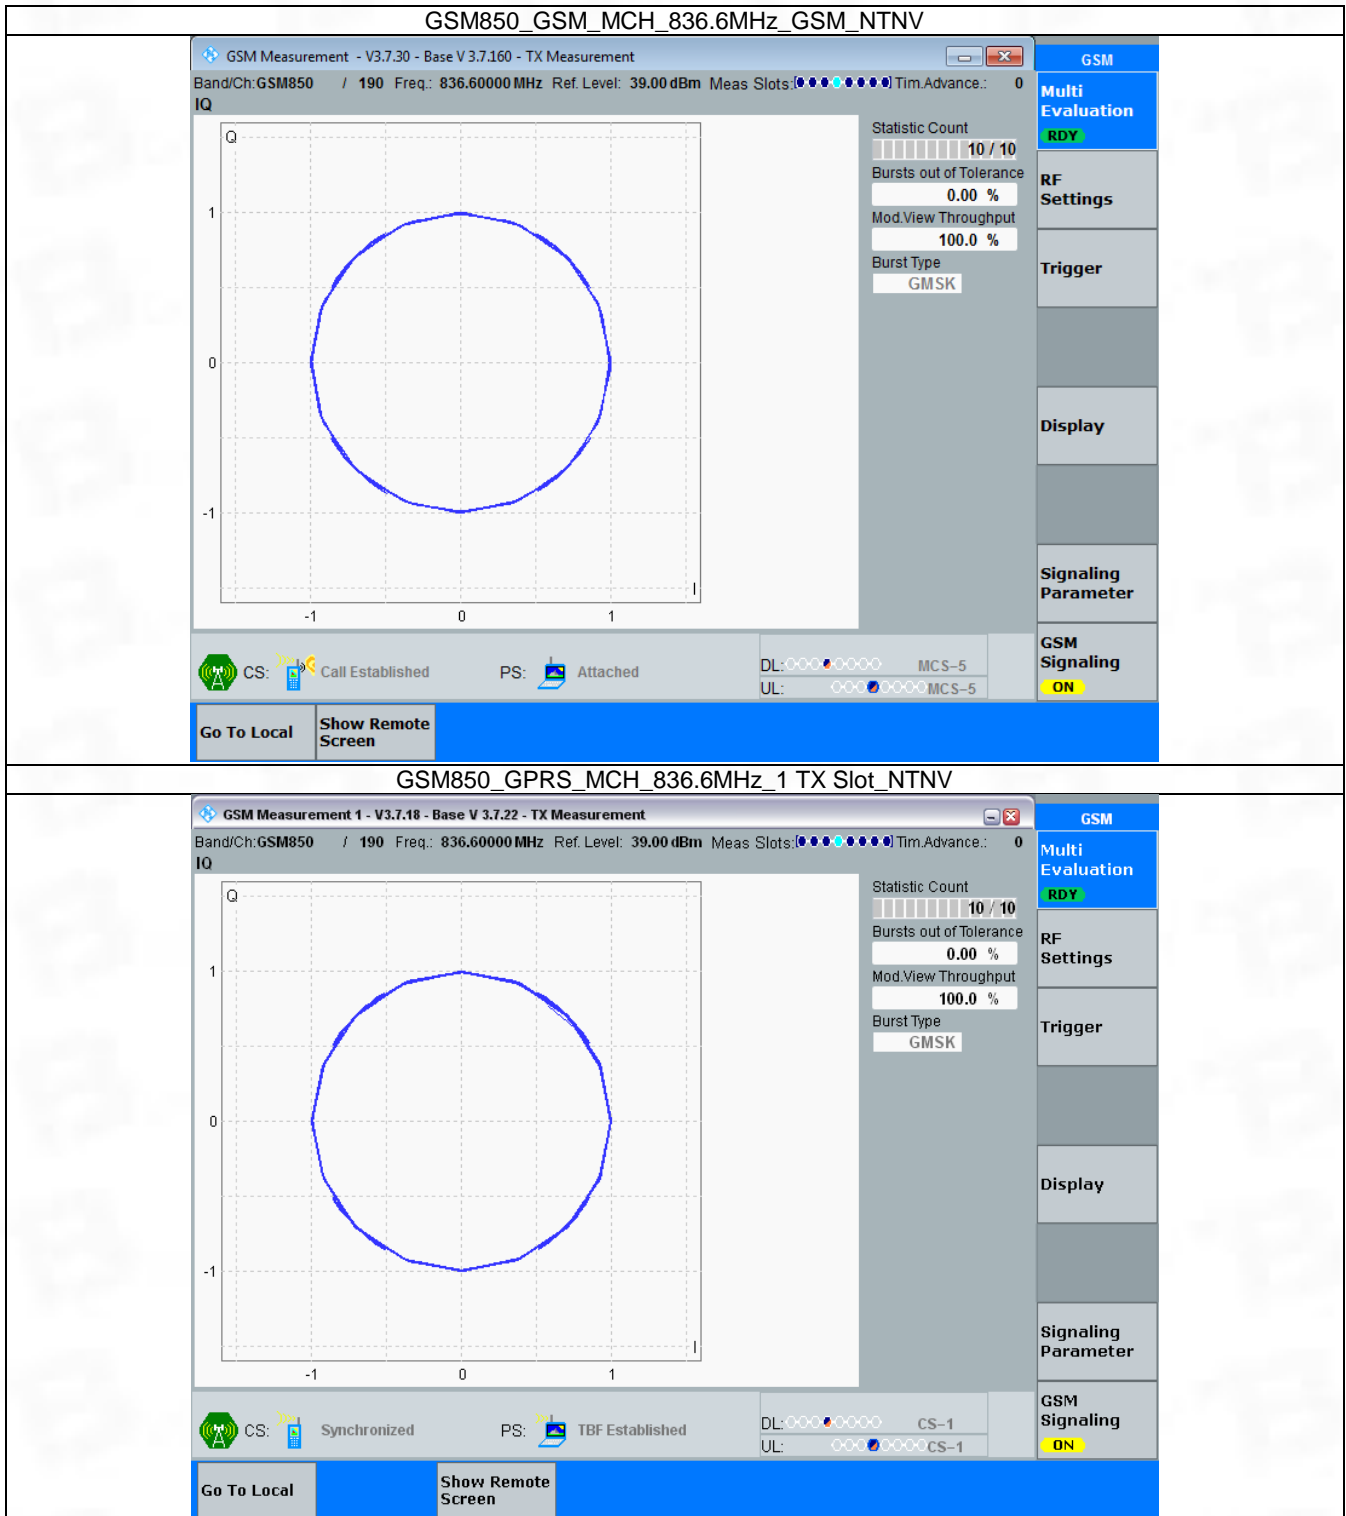 GSM850_GSM_MCH_836.6MHz_GSM_NTNV
GSM Measurement - V3.7.30 - Base V 3.7.160 - TX Measurement
GSM
Band/Ch:GSM850 / 190 Freq.: 836.60000 MHz Ref. Level: 39.00 dBm Meas Slots: Tim.Advance.: 0
IQ
Multi
Evaluation
RDY
Q
Statistic Count
10 / 10
Bursts out of Tolerance
0.00 %
Mod.View Throughput
100.0 %
Burst Type
GMSK
RF
Settings
Trigger
1
0
-1
I
-1 0 1
Display
Signaling
Parameter
GSM
Signaling
ON
CS: Call Established PS: Attached DL: MCS-5
UL: MCS-5
Go To Local
Show Remote
Screen
GSM850_GPRS_MCH_836.6MHz_1 TX Slot_NTNV
GSM Measurement 1 - V3.7.18 - Base V 3.7.22 - TX Measurement
GSM
Band/Ch:GSM850 / 190 Freq.: 836.60000 MHz Ref. Level: 39.00 dBm Meas Slots: Tim.Advance.: 0
IQ
Multi
Evaluation
RDY
Q
Statistic Count
10 / 10
Bursts out of Tolerance
0.00 %
Mod.View Throughput
100.0 %
Burst Type
GMSK
RF
Settings
Trigger
1
0
-1
I
-1 0 1
Display
Signaling
Parameter
GSM
Signaling
ON
CS: Synchronized PS: TBF Established DL: CS-1
UL: CS-1
Go To Local
Show Remote
Screen